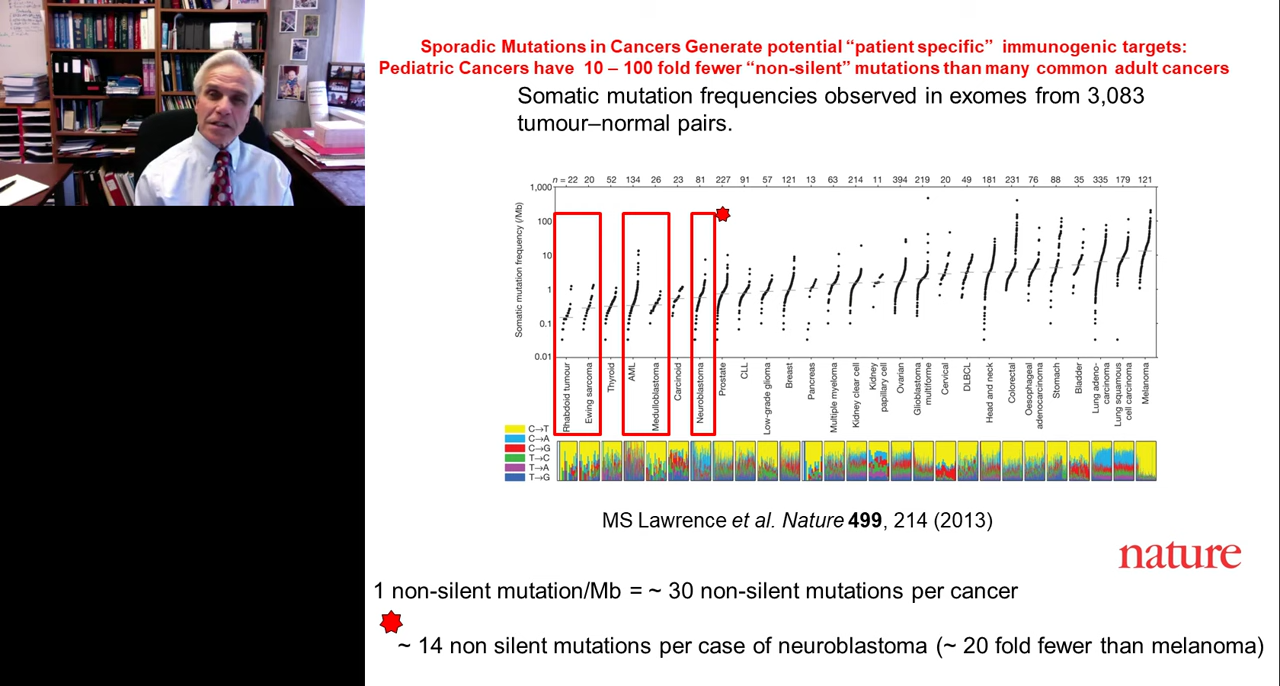 Sporadic Mutations in Cancers Generate potential “patient specific” immunogenic targets:
Pediatric Cancers have 10 – 100 fold fewer “non-silent” mutations than many common adult cancers
Somatic mutation frequencies observed in exomes from 3,083
tumour–normal pairs.
n = 22 20 52 134 26 23 81 227 91 57 121 13 63 214 11 394 219 20 49 181 231 76 88 35 335 179 121
Somatic mutation frequency (/Mb)
1,000
100
10
1
0.1
0.01
Rhabdoid tumour
Ewing sarcoma
Thyroid
AML
Medulloblastoma
Carcinoid
Neuroblastoma
Prostate
CLL
Low-grade glioma
Breast
Pancreas
Multiple myeloma
Kidney clear cell
Kidney
papillary cell
Ovarian
Glioblastoma
multiforme
Cervical
DLBCL
Head and neck
Colorectal
Oesophageal
adenocarcinoma
Stomach
Bladder
Lung adeno-
carcinoma
Lung squamous
cell carcinoma
Melanoma
C→T
C→A
C→G
T→C
T→A
T→G
MS Lawrence et al. Nature 499, 214 (2013)
nature
1 non-silent mutation/Mb = ~ 30 non-silent mutations per cancer
~ 14 non silent mutations per case of neuroblastoma (~ 20 fold fewer than melanoma)